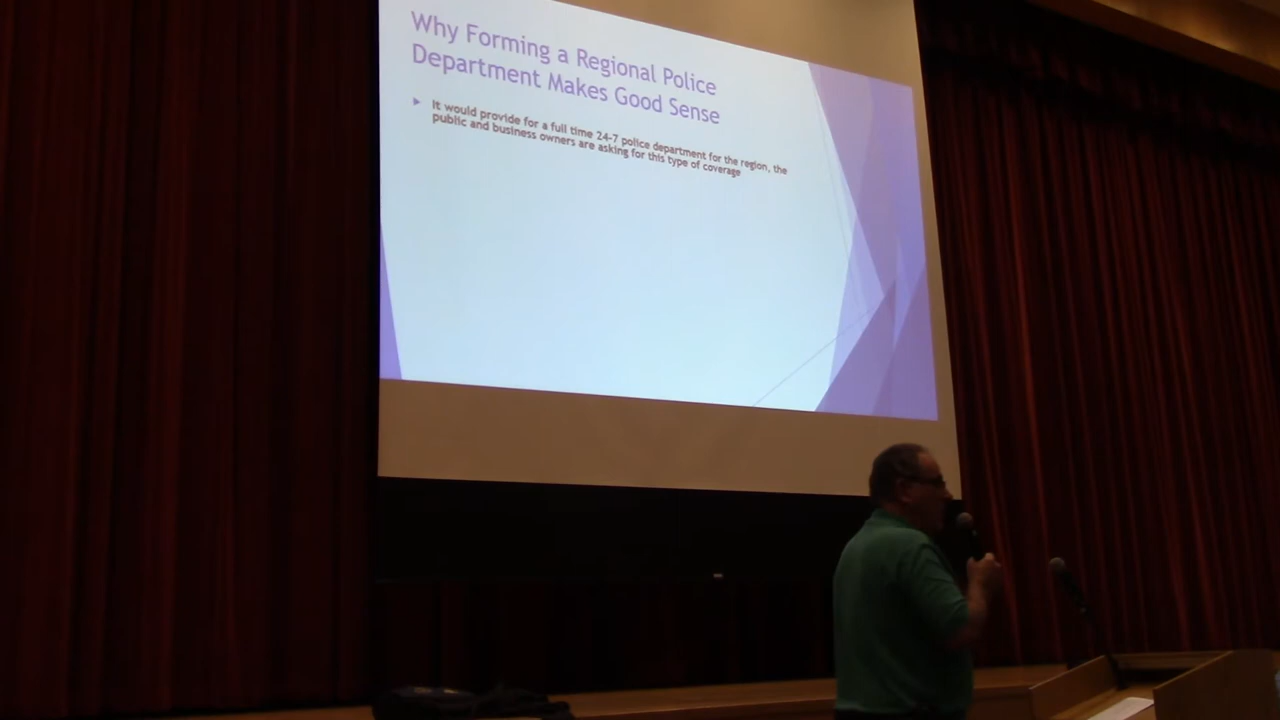 Why Forming a Regional Police
Department Makes Good Sense
It would provide for a full time 24-7 police department for the region, the
public and business owners are asking for this type of coverage